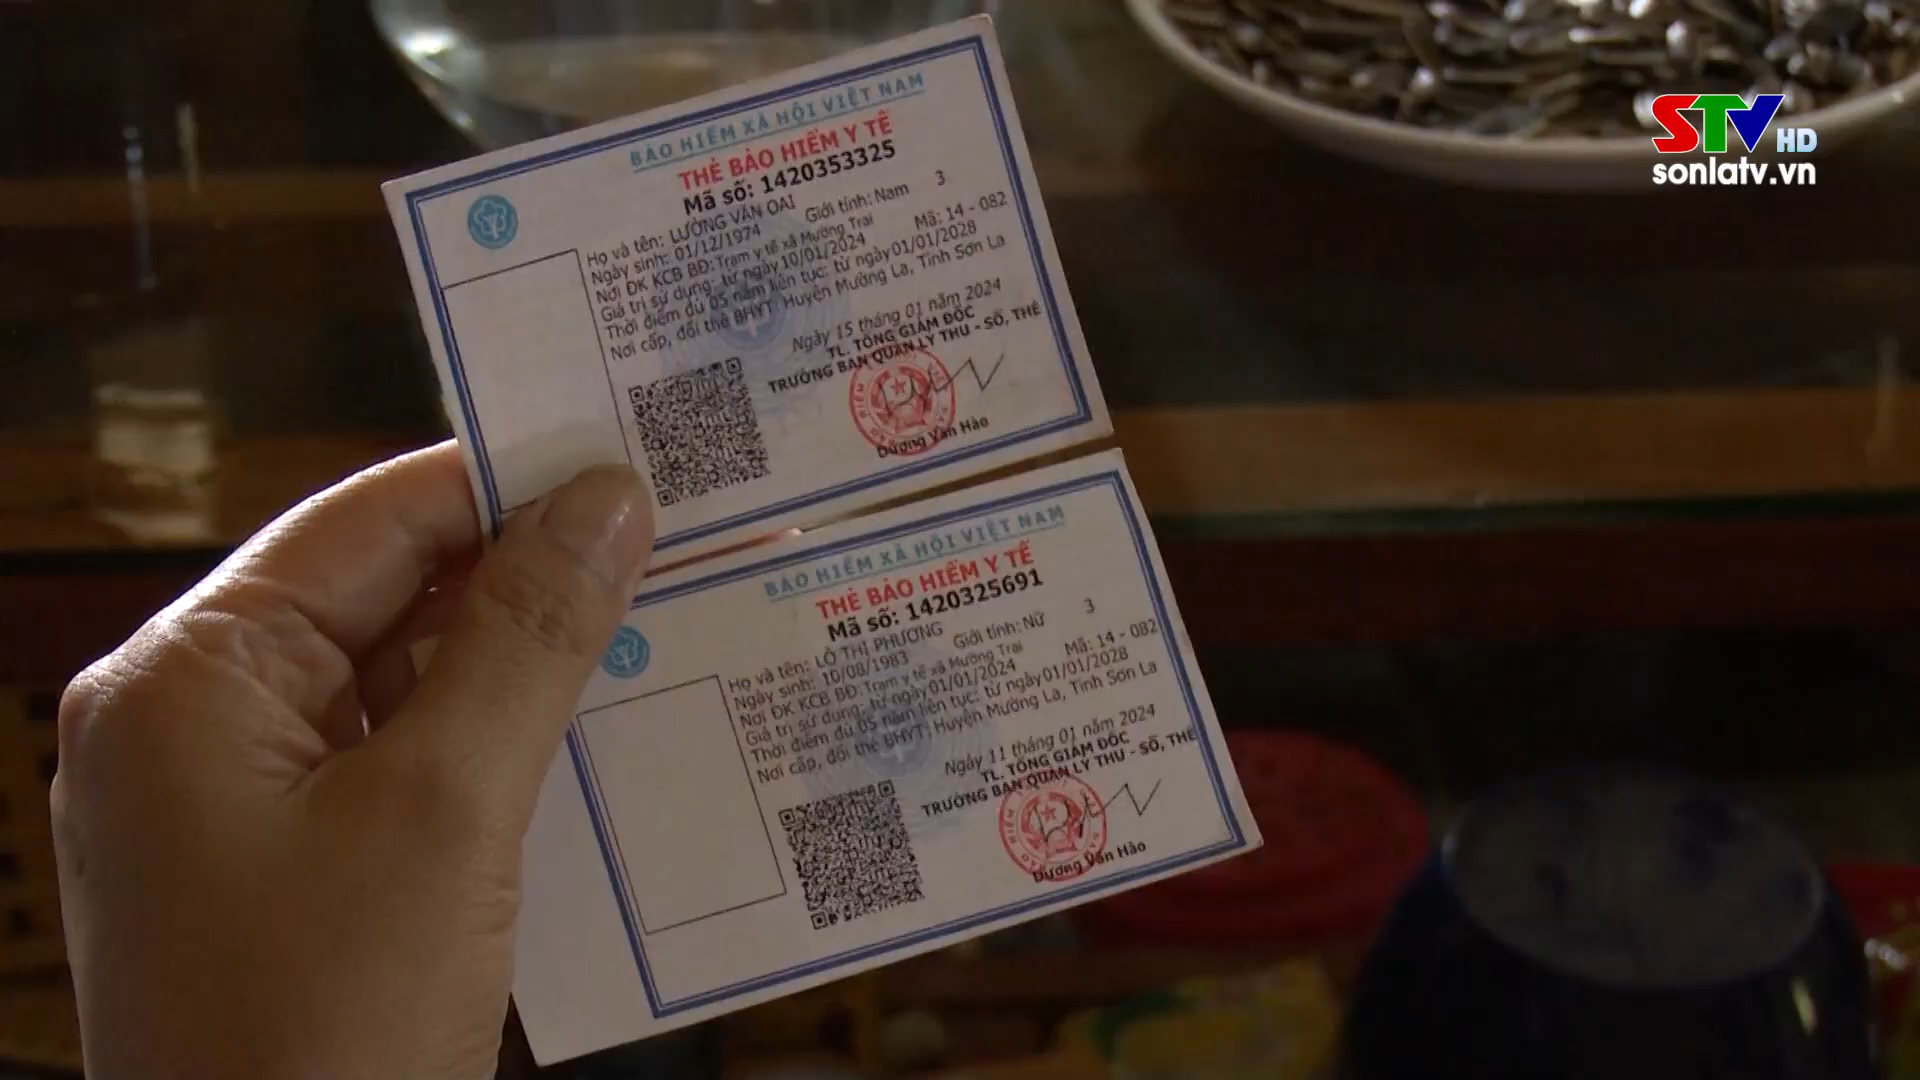 STV HD
sonlatv.vn
BẢO HIỂM XÃ HỘI VIỆT NAM
THẺ BẢO HIỂM Y TẾ
Mã số: 1420353325
Họ và tên: LƯỜNG VĂN OAI Giới tính: Nam 3
Ngày sinh: 01/12/1974
Nơi ĐK KCB BĐ: Trạm y tế xã Mường Trai Mã: 14 - 082
Giá trị sử dụng: từ ngày 10/01/2024
Thời điểm đủ 05 năm liên tục: từ ngày 01/01/2028
Nơi cấp, đổi thẻ BHYT: Huyện Mường La, Tỉnh Sơn La
Ngày 15 tháng 01 năm 2024
TL. TỔNG GIÁM ĐỐC
TRƯỞNG BAN QUẢN LÝ THU - SỔ, THẺ
Dương Văn Hào
BẢO HIỂM XÃ HỘI VIỆT NAM
THẺ BẢO HIỂM Y TẾ
Mã số: 1420325691
Họ và tên: LÒ THỊ PHƯƠNG Giới tính: Nữ 3
Ngày sinh: 10/08/1983
Nơi ĐK KCB BĐ: Trạm y tế xã Mường Trai Mã: 14 - 082
Giá trị sử dụng: từ ngày 01/01/2024
Thời điểm đủ 05 năm liên tục: từ ngày 01/01/2028
Nơi cấp, đổi thẻ BHYT: Huyện Mường La, Tỉnh Sơn La
Ngày 11 tháng 01 năm 2024
TL. TỔNG GIÁM ĐỐC
TRƯỞNG BAN QUẢN LÝ THU - SỔ, THẺ
Dương Văn Hào